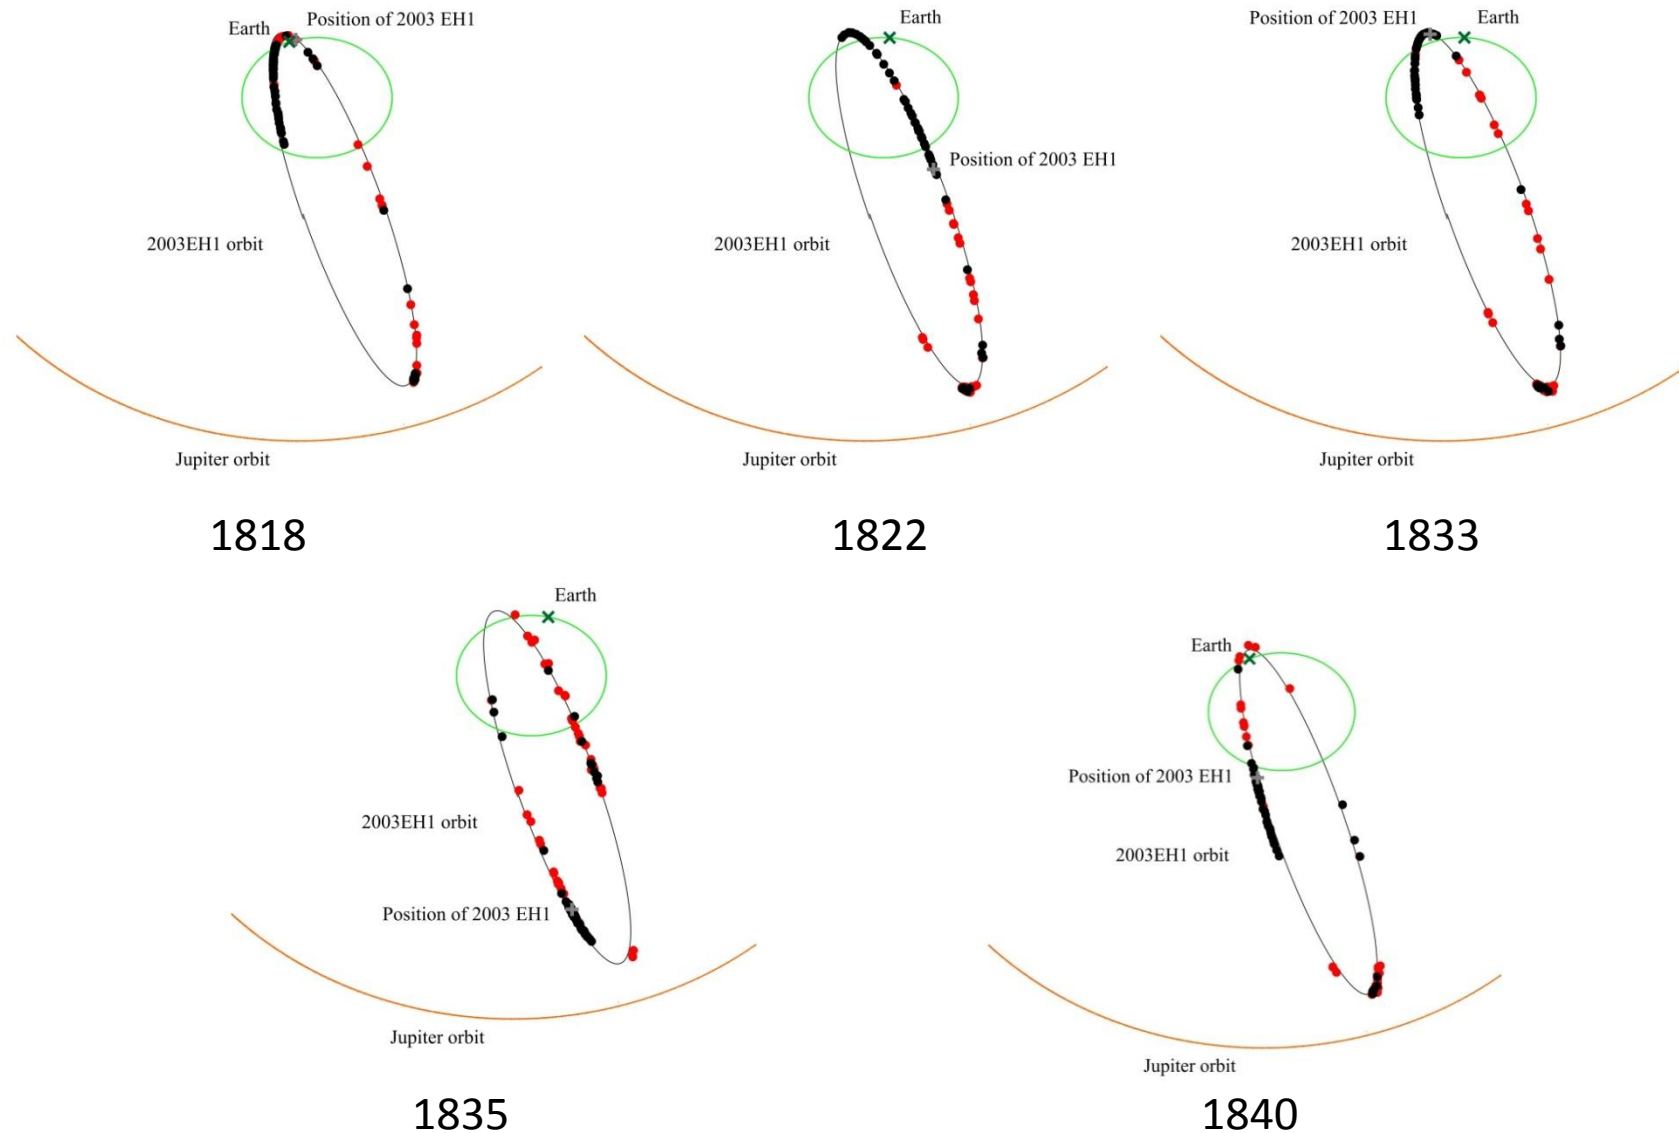 Earth
Position of 2003 EH1
2003EH1 orbit
Jupiter orbit
1818
Earth
Position of 2003 EH1
2003EH1 orbit
Jupiter orbit
1822
Position of 2003 EH1
Earth
2003EH1 orbit
Jupiter orbit
1833
Earth
2003EH1 orbit
Position of 2003 EH1
Jupiter orbit
1835
Earth
Position of 2003 EH1
2003EH1 orbit
Jupiter orbit
1840